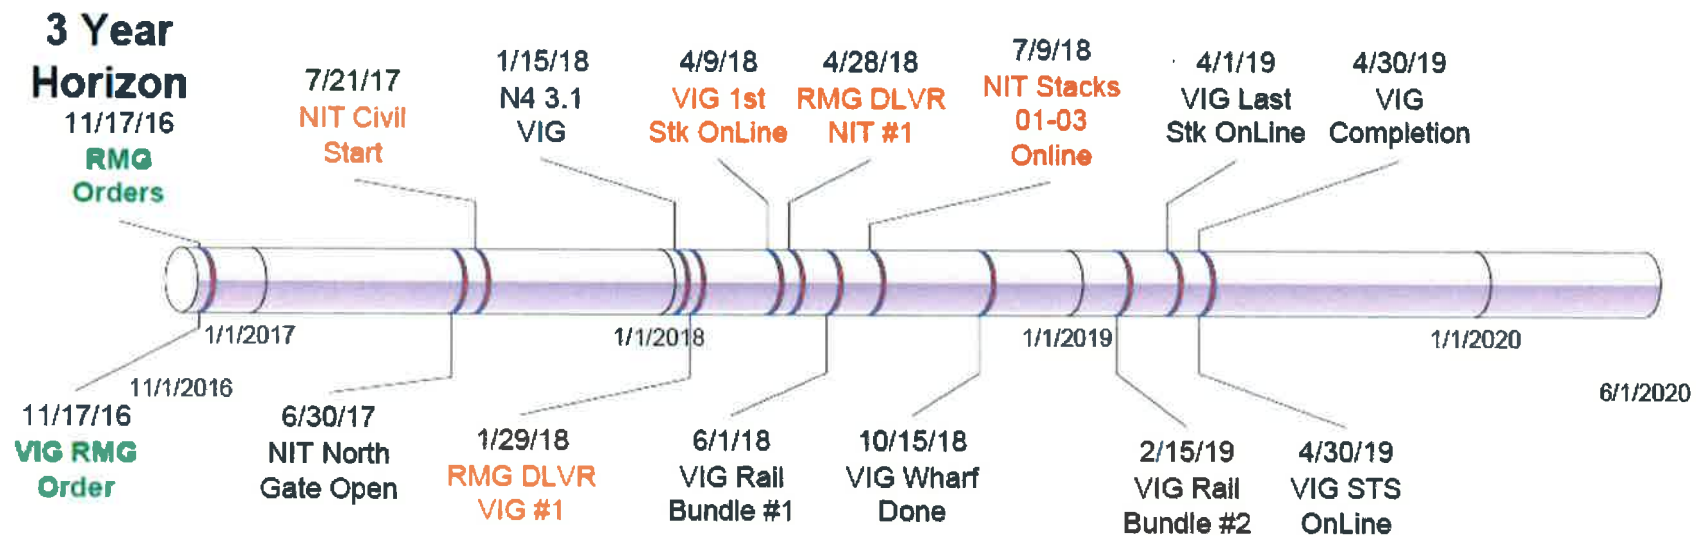 3 Year
Horizon
11/17/16
RMG
Orders
7/21/17
NIT Civil
Start
1/15/18
N4 3.1
VIG
4/9/18
VIG 1st
Stk OnLine
4/28/18
RMG DLVR
NIT #1
7/9/18
NIT Stacks
01-03
Online
4/1/19
VIG Last
Stk OnLine
4/30/19
VIG
Completion
1/1/2017
1/1/2018
1/1/2019
1/1/2020
11/1/2016
6/1/2020
11/17/16
VIG RMG
Order
6/30/17
NIT North
Gate Open
1/29/18
RMG DLVR
VIG #1
6/1/18
VIG Rail
Bundle #1
10/15/18
VIG Wharf
Done
2/15/19
VIG Rail
Bundle #2
4/30/19
VIG STS
OnLine